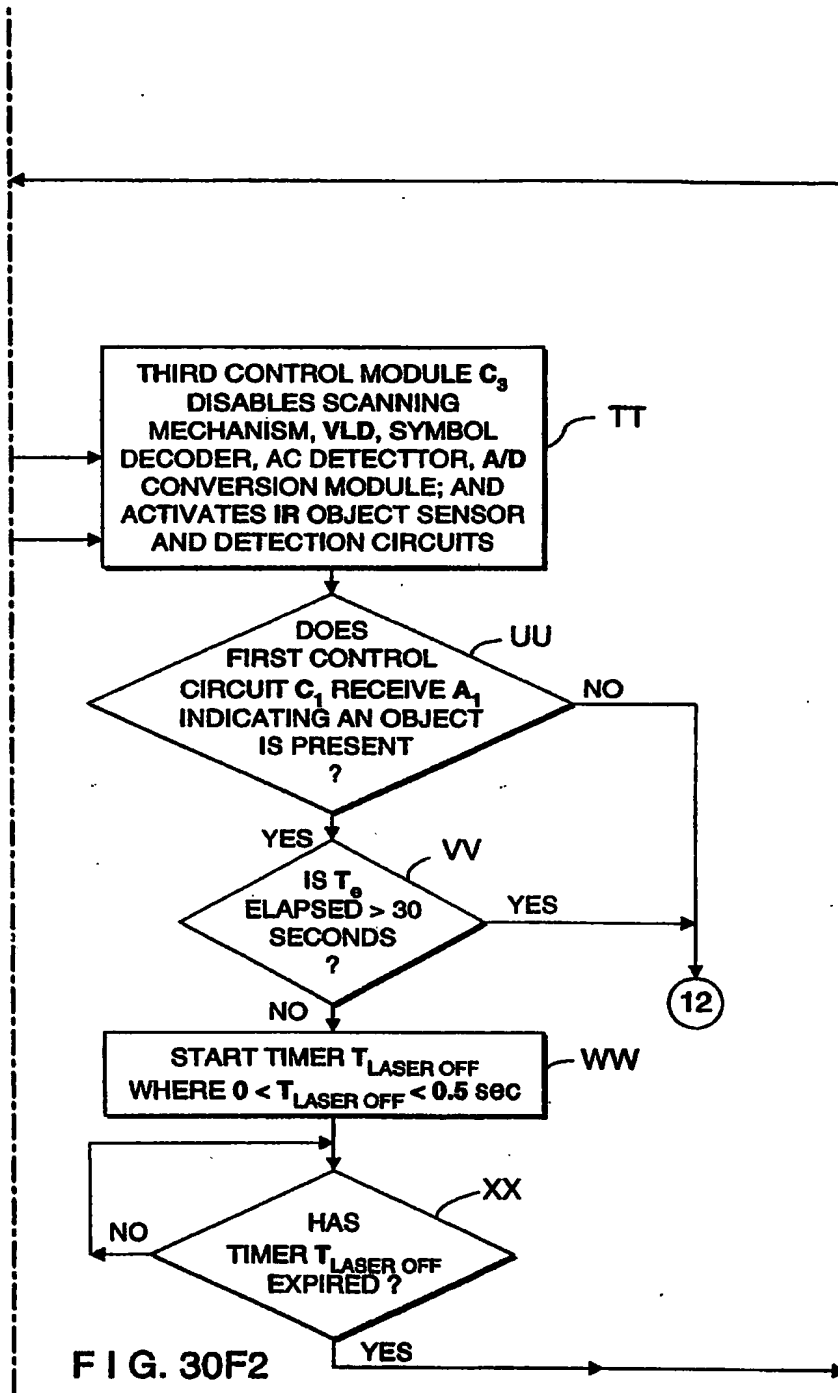 THIRD CONTROL MODULE C3
DISABLES SCANNING
MECHANISM, VLD, SYMBOL
DECODER, AC DETECTTOR, A/D
CONVERSION MODULE; AND
ACTIVATES IR OBJECT SENSOR
AND DETECTION CIRCUITS
TT
DOES
FIRST CONTROL
CIRCUIT C1 RECEIVE A1
INDICATING AN OBJECT
IS PRESENT
?
UU
NO
YES
IS Te
ELAPSED > 30
SECONDS
?
VV
YES
12
NO
START TIMER TLASER OFF
WHERE 0 < TLASER OFF < 0.5 sec
WW
HAS
TIMER TLASER OFF
EXPIRED ?
XX
NO
YES
F I G. 30F2